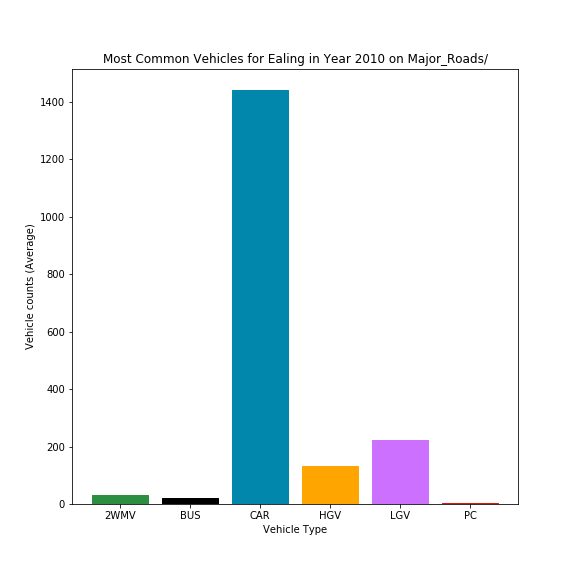 Most Common Vehicles for Ealing in Year 2010 on Major_Roads/
1400
1200
1000
800
600
400
200
0
Vehicle counts (Average)
2WMV BUS CAR HGV LGV PC
Vehicle Type